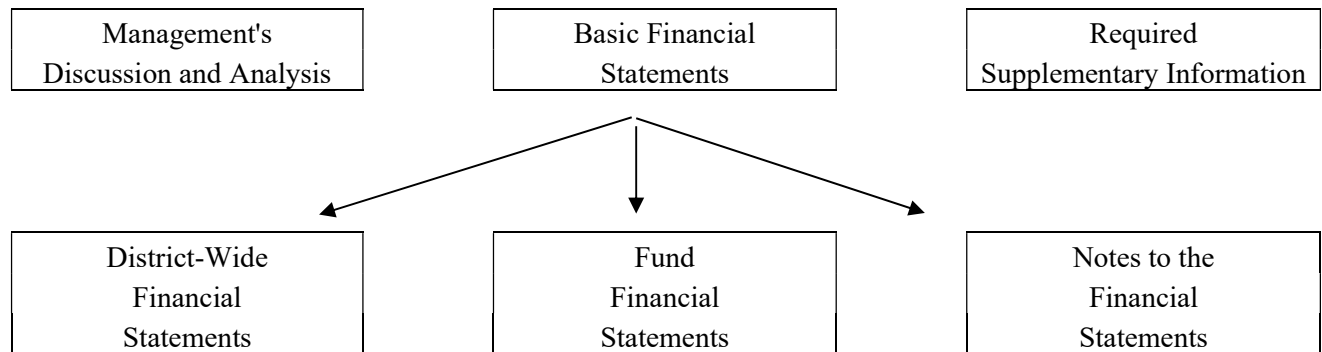 Management's
Discussion and Analysis
Basic Financial
Statements
Required
Supplementary Information
District-Wide
Financial
Statements
Fund
Financial
Statements
Notes to the
Financial
Statements